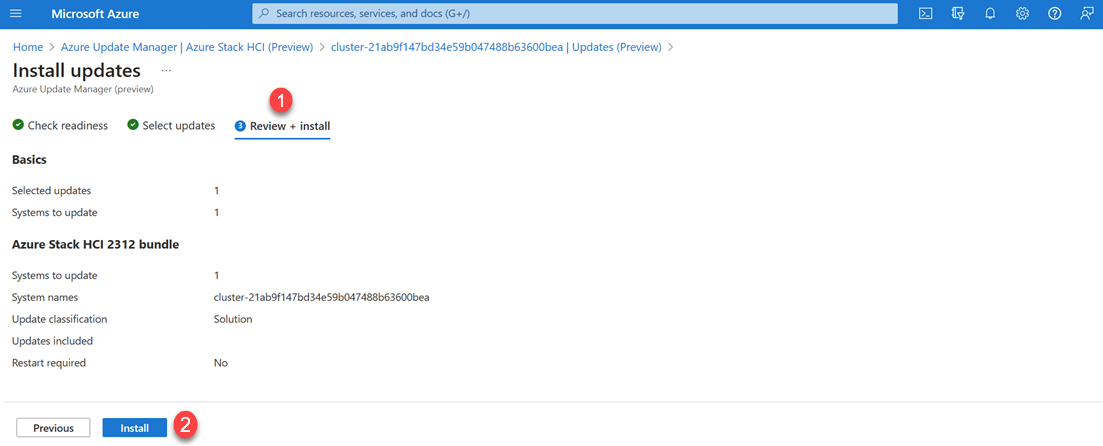 Microsoft Azure
Search resources, services, and docs (G+/)
Home > Azure Update Manager | Azure Stack HCI (Preview) > cluster-21ab9f147bd34e59b047488b63600bea | Updates (Preview) >
Install updates ...
Azure Update Manager (preview)
1
Check readiness Select updates 3 Review + install
Basics
Selected updates 1
Systems to update 1
Azure Stack HCI 2312 bundle
Systems to update 1
System names cluster-21ab9f147bd34e59b047488b63600bea
Update classification Solution
Updates included
Restart required No
Previous Install 2